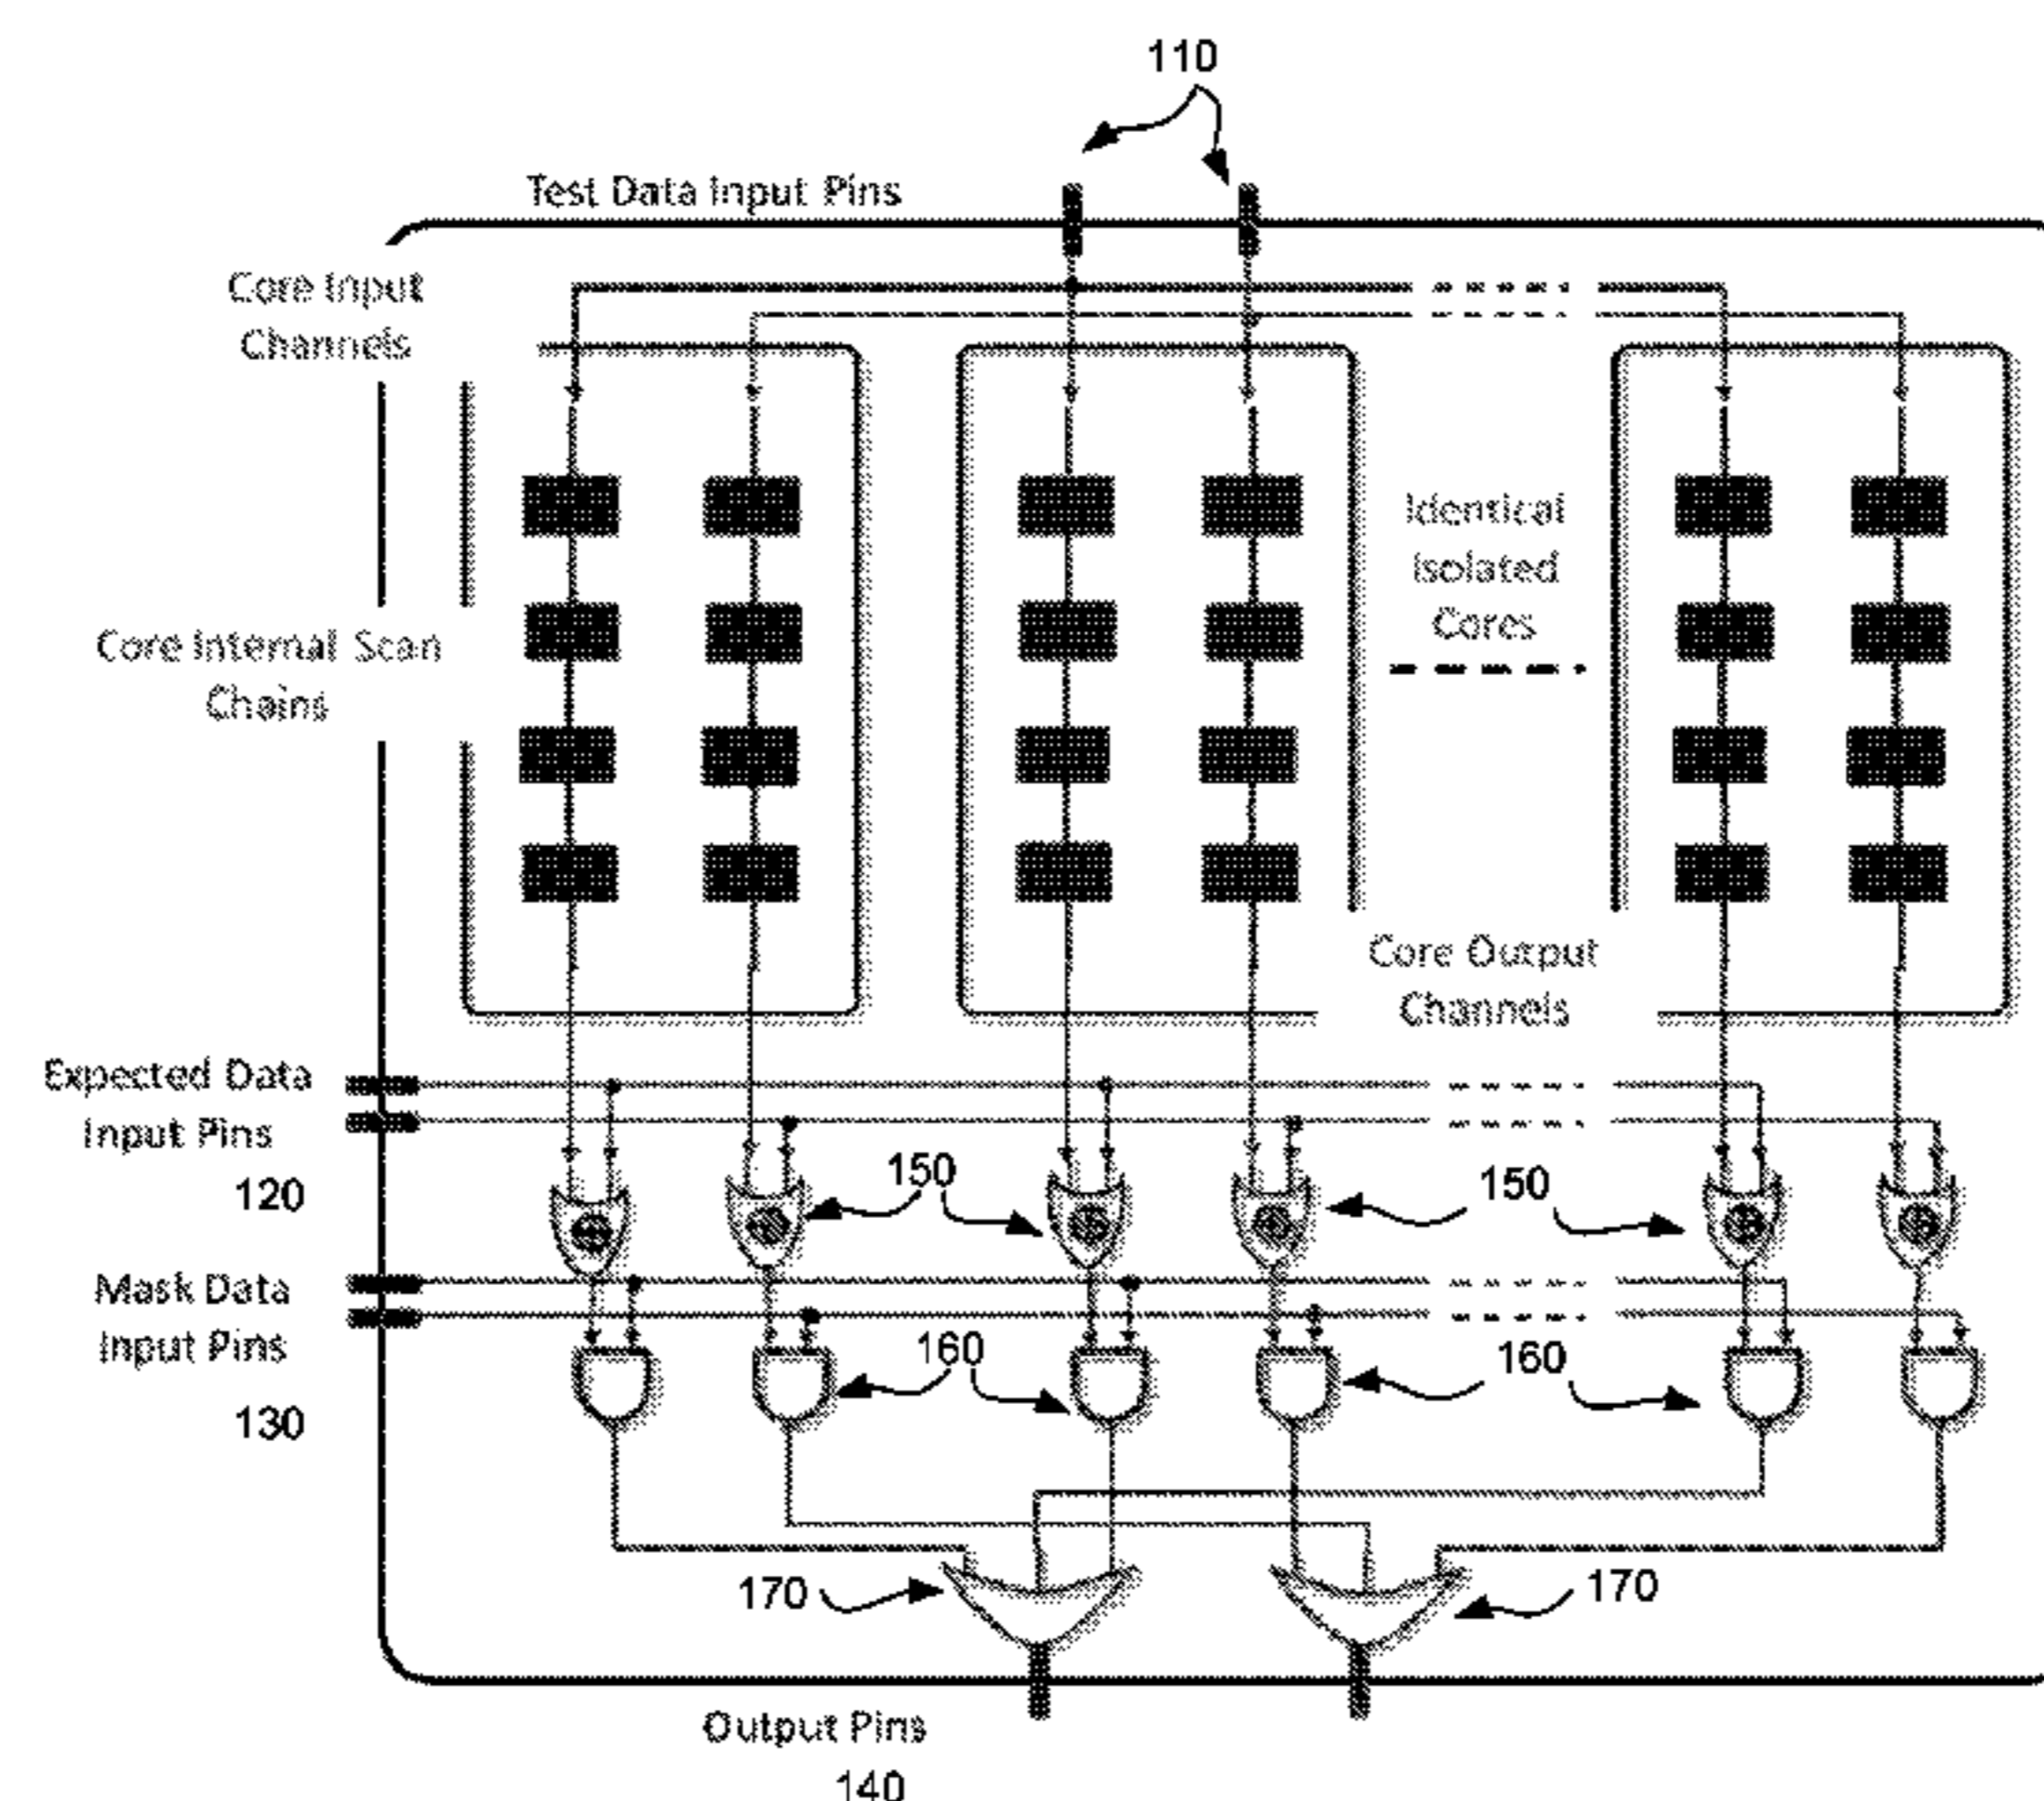 110
Test Data Input Pins
Core Input
Channels
Identical
Isolated
Cores
Core Internal Scan
Chains
Core Output
Channels
Expected Data
Input Pins
120
150
150
Mask Data
Input Pins
130
160
160
170
170
Output Pins
140